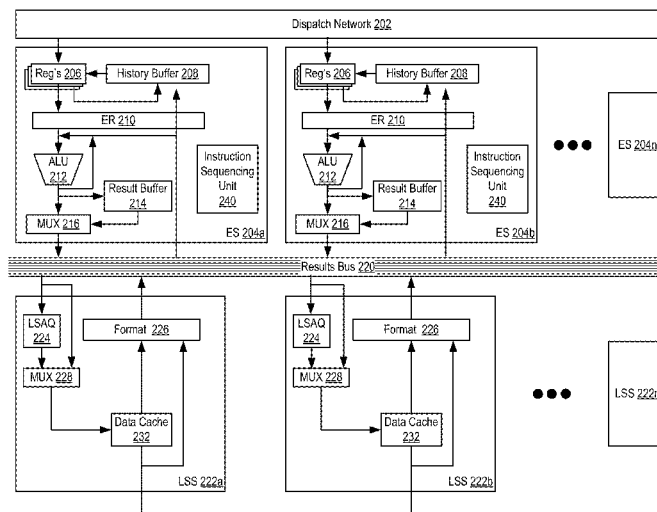 Dispatch Network 202
Reg's 206
History Buffer 208
ER 210
ALU
212
Instruction
Sequencing
Unit
240
Result Buffer
214
MUX 216
ES 204a
Reg's 206
History Buffer 208
ER 210
ALU
212
Instruction
Sequencing
Unit
240
Result Buffer
214
MUX 216
ES 204b
ES 204n
Results Bus 220
LSAQ
224
Format 226
MUX 228
Data Cache
232
LSS 222a
LSAQ
224
Format 226
MUX 228
Data Cache
232
LSS 222b
LSS 222n